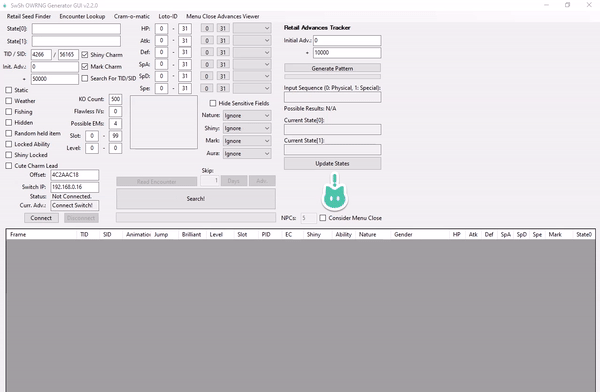 SwSh OWRNG Generator GUI v2.2.0
Retail Seed Finder Encounter Lookup Cram-o-matic Loto-ID Menu Close Advances Viewer
State[0]:
State[1]:
TID / SID: 4266 / 56165 Shiny Charm
Init. Adv.: 0 Mark Charm
+ 50000 Search For TID/SID
Static
Weather
Fishing
Hidden
Random held item
Locked Ability
Shiny Locked
Cute Charm Lead
KO Count: 500
Flawless IVs: 0
Possible EMs: 4
Slot: 0 - 99
Level: 0 - 0
Offset: 4C2AAC18
Switch IP: 192.168.0.16
Status: Not Connected.
Curr. Adv.: Connect Switch!
Connect Disconnect
HP: 0 - 31 0 31
Atk: 0 - 31 0 31
Def: 0 - 31 0 31
SpA: 0 - 31 0 31
SpD: 0 - 31 0 31
Spe: 0 - 31 0 31
Hide Sensitive Fields
Nature: Ignore
Shiny: Ignore
Mark: Ignore
Aura: Ignore
Skip:
Read Encounter 1 Days Adv.
Search!
Retail Advances Tracker
Initial Adv.: 0
+ 10000
Generate Pattern
Input Sequence (0: Physical, 1: Special):
Possible Results: N/A
Current State[0]:
Current State[1]:
Update States
NPCs: 5 Consider Menu Close
Frame TID SID Animation Jump Brilliant Level Slot PID EC Shiny Ability Nature Gender HP Atk Def SpA SpD Spe Mark State0